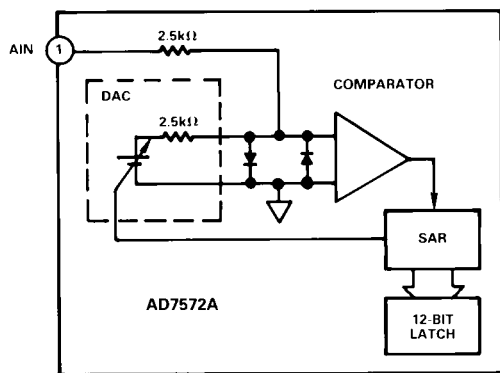 AIN
1
2.5kΩ
DAC
2.5kΩ
COMPARATOR
SAR
AD7572A
12-BIT
LATCH